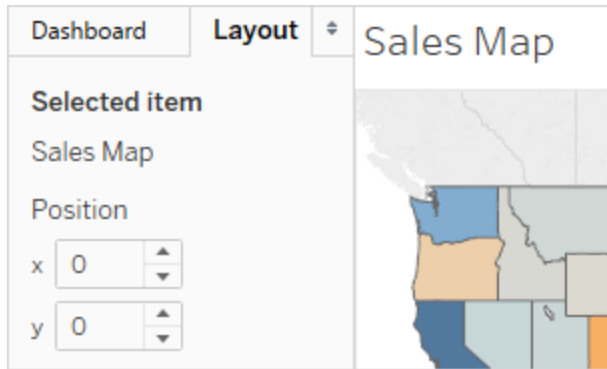 Dashboard Layout
Sales Map
Selected item
Sales Map
Position
x 0
y 0